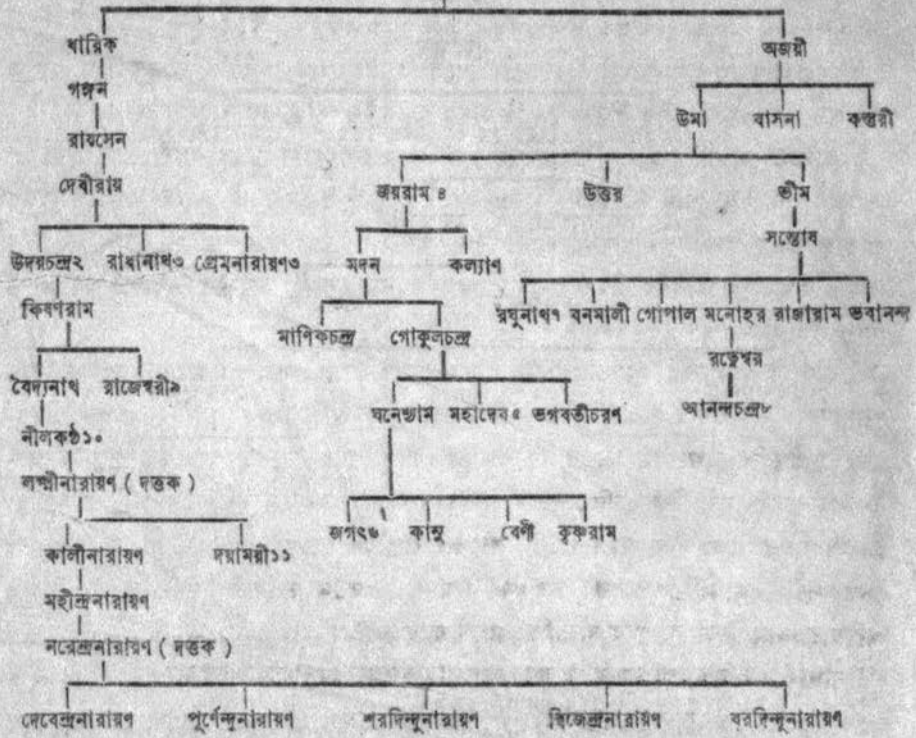 ধারিক অজয়ী
গঙ্গন
উমা বাসনা কস্তুরী
রায়সেন
দেবীরায় জয়রাম ৪ উত্তর ভীম
সন্তোষ
উদয়চন্দ্র২ রাধানাথ৩ প্রেমনারায়ণ৩ মদন কল্যাণ
কিষণরাম রঘুনাথ৭ বনমালী গোপাল মনোহর রাজারাম ভবানন্দ
মাণিকচন্দ্র গোকুলচন্দ্র
রত্নেশ্বর
বৈদ্যনাথ রাজেশ্বরী৯
ঘনেশ্যাম মহাদেব৫ ভগবতীচরণ আনন্দচন্দ্র৮
নীলকণ্ঠ১০
লক্ষ্মীনারায়ণ ( দত্তক )
জগৎ৬ কানু বেণী কৃষ্ণরাম
কালীনারায়ণ দয়াময়ী১১
মহীন্দ্রনারায়ণ
নরেন্দ্রনারায়ণ ( দত্তক )
দেবেন্দ্রনারায়ণ পূর্ণেন্দুনারায়ণ শরদিন্দুনারায়ণ দ্বিজেন্দ্রনারায়ণ বরদিন্দুনারায়ণ